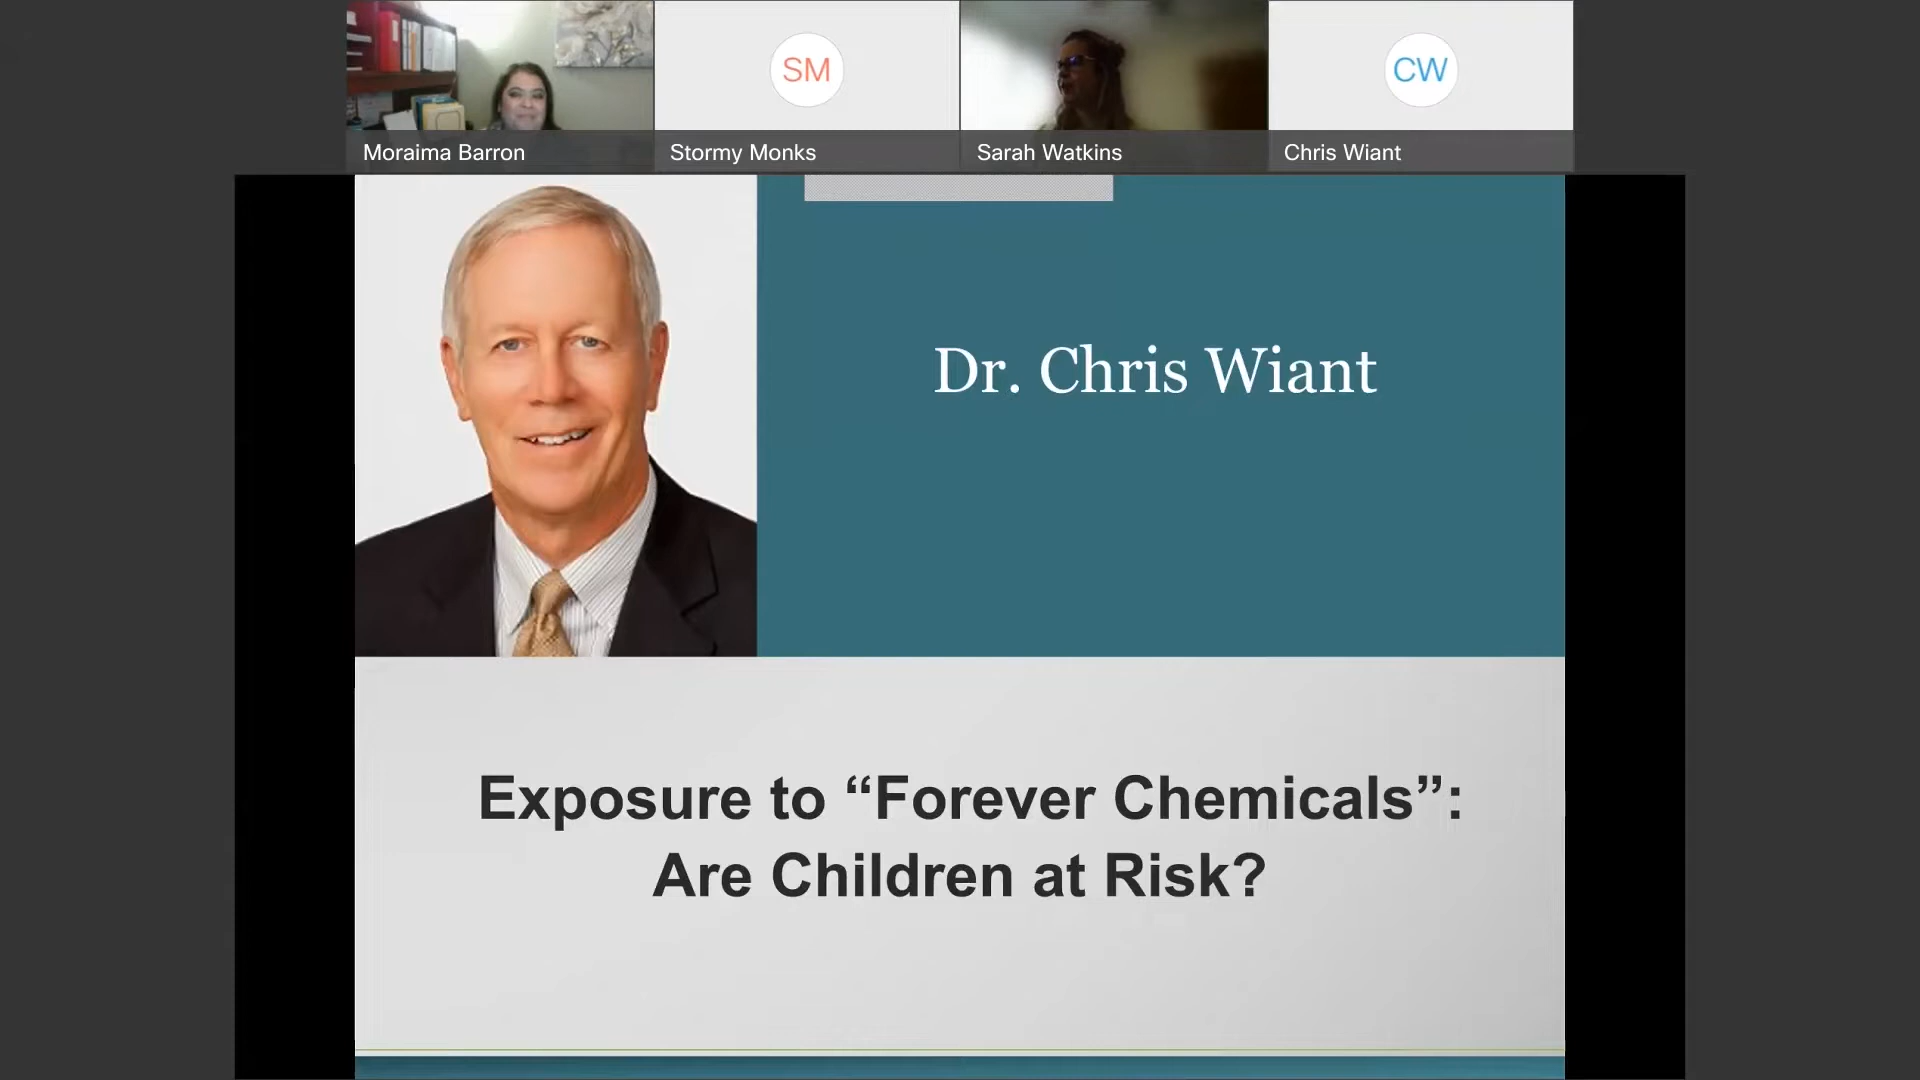 SM
CW
Moraima Barron
Stormy Monks
Sarah Watkins
Chris Wiant
Dr. Chris Wiant
Exposure to “Forever Chemicals”:
Are Children at Risk?